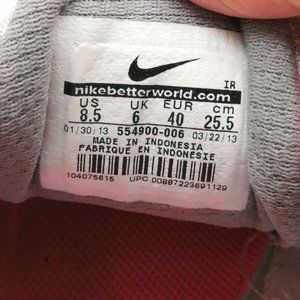 IR
nikebetterworld.com/
US UK EUR cm
8.5 6 40 25.5
01/30/13 554900-006 03/22/13
MADE IN INDONESIA
FABRIQUE EN INDONESIE
104075615 UPC 00887223691129